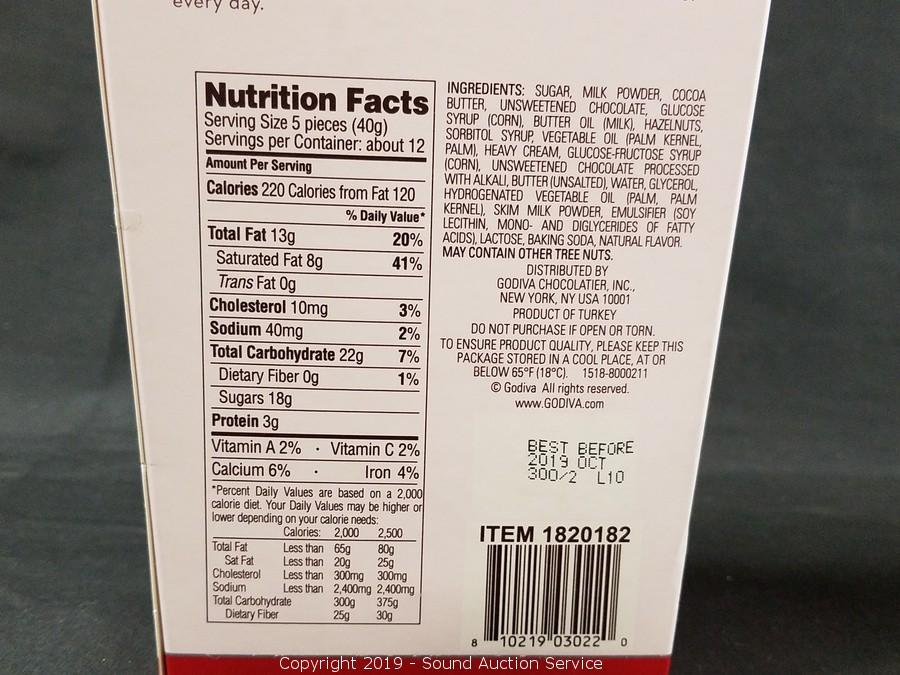 every day.
Nutrition Facts
Serving Size 5 pieces (40g)
Servings per Container: about 12
Amount Per Serving
Calories 220 Calories from Fat 120
% Daily Value*
Total Fat 13g 20%
Saturated Fat 8g 41%
Trans Fat 0g
Cholesterol 10mg 3%
Sodium 40mg 2%
Total Carbohydrate 22g 7%
Dietary Fiber 0g 1%
Sugars 18g
Protein 3g
Vitamin A 2% · Vitamin C 2%
Calcium 6% · Iron 4%
*Percent Daily Values are based on a 2,000
calorie diet. Your Daily Values may be higher or
lower depending on your calorie needs:
Calories: 2,000 2,500
Total Fat Less than 65g 80g
Sat Fat Less than 20g 25g
Cholesterol Less than 300mg 300mg
Sodium Less than 2,400mg 2,400mg
Total Carbohydrate 300g 375g
Dietary Fiber 25g 30g
INGREDIENTS: SUGAR, MILK POWDER, COCOA
BUTTER, UNSWEETENED CHOCOLATE, GLUCOSE
SYRUP (CORN), BUTTER OIL (MILK), HAZELNUTS,
SORBITOL SYRUP, VEGETABLE OIL (PALM KERNEL,
PALM), HEAVY CREAM, GLUCOSE-FRUCTOSE SYRUP
(CORN), UNSWEETENED CHOCOLATE PROCESSED
WITH ALKALI, BUTTER (UNSALTED), WATER, GLYCEROL,
HYDROGENATED VEGETABLE OIL (PALM, PALM
KERNEL), SKIM MILK POWDER, EMULSIFIER (SOY
LECITHIN, MONO- AND DIGLYCERIDES OF FATTY
ACIDS), LACTOSE, BAKING SODA, NATURAL FLAVOR.
MAY CONTAIN OTHER TREE NUTS.
DISTRIBUTED BY
GODIVA CHOCOLATIER, INC.,
NEW YORK, NY USA 10001
PRODUCT OF TURKEY
DO NOT PURCHASE IF OPEN OR TORN.
TO ENSURE PRODUCT QUALITY, PLEASE KEEP THIS
PACKAGE STORED IN A COOL PLACE, AT OR
BELOW 65°F (18°C). 1518-8000211
© Godiva All rights reserved.
www.GODIVA.com
BEST BEFORE
2019 OCT
300/2 L10
ITEM 1820182
8 10219 03022 0
Copyright 2019 - Sound Auction Service